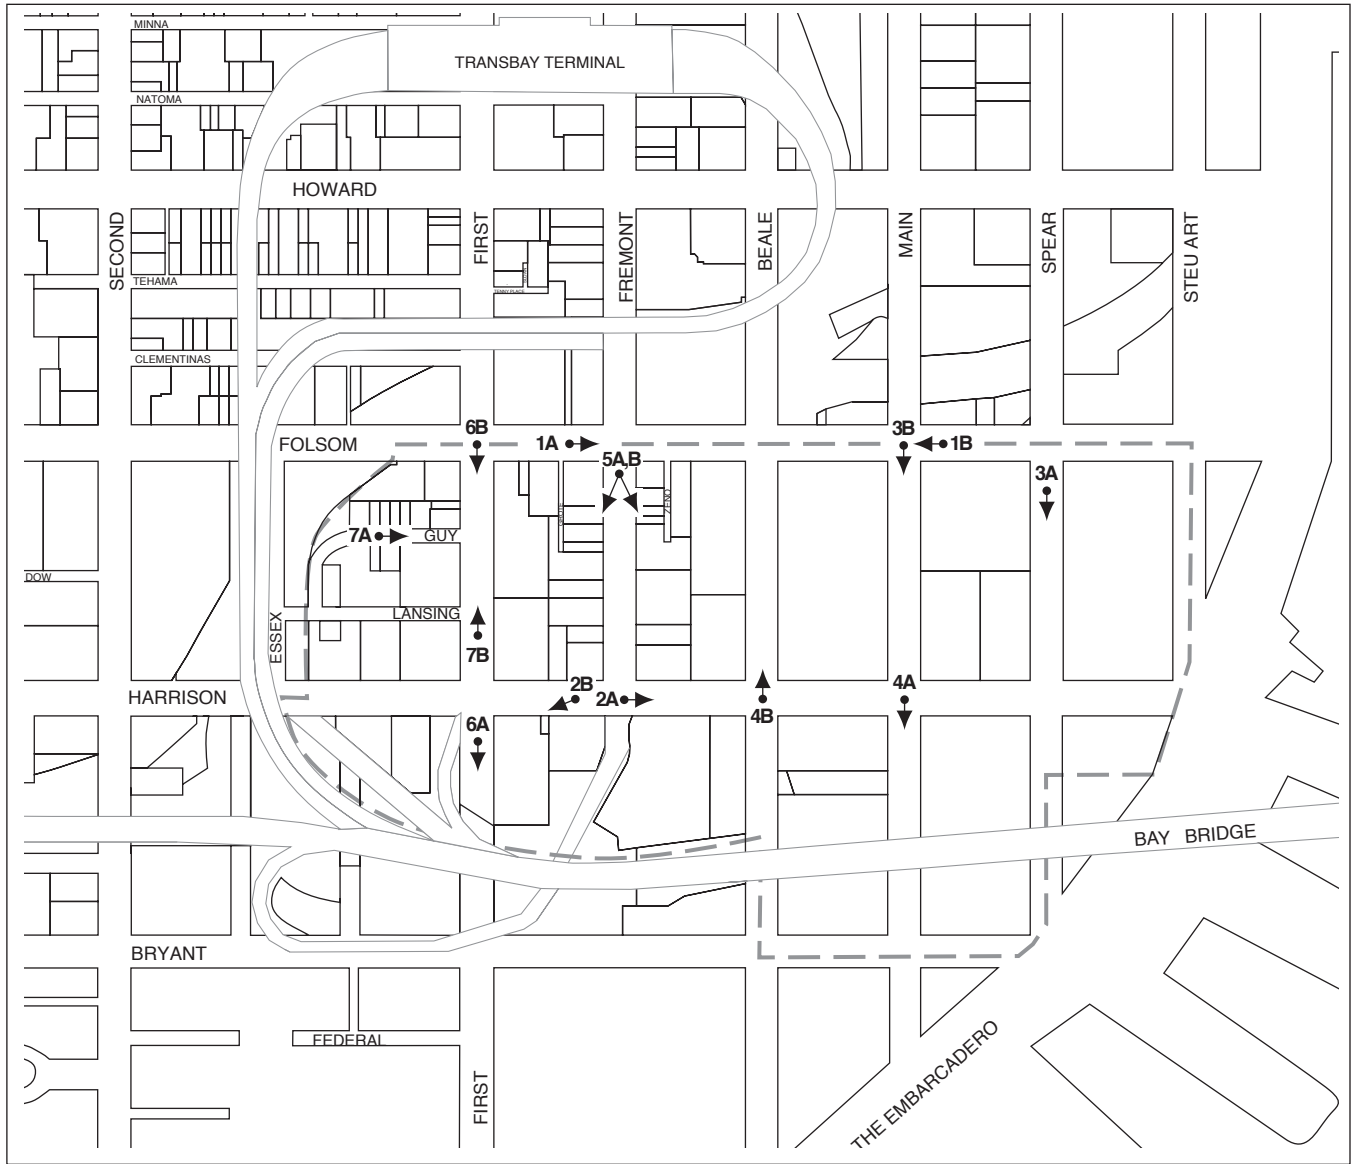 MINNA
TRANSBAY TERMINAL
NATOMA
HOWARD
SECOND
FIRST
FREMONT
BEALE
MAIN
SPEAR
STEU ART
TEHAMA
CLEMENTINAS
FOLSOM
6B
1A
3B
1B
5A,B
3A
ZENO
7A
GUY
DOW
LANSING
ESSEX
7B
HARRISON
2B
2A
4A
4B
6A
BAY BRIDGE
BRYANT
FEDERAL
FIRST
THE EMBARCADERO